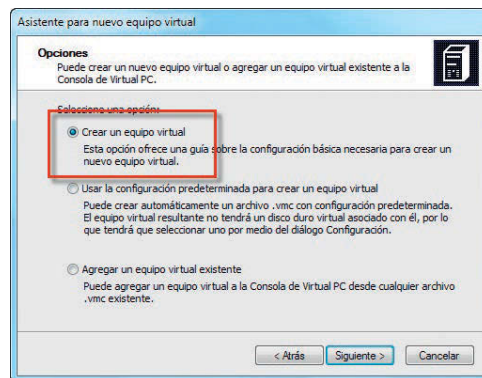 Asistente para nuevo equipo virtual
Opciones
Puede crear un nuevo equipo virtual o agregar un equipo virtual existente a la
Consola de Virtual PC.
Seleccione una opción:
Crear un equipo virtual
Esta opción ofrece una guía sobre la configuración básica necesaria para crear un
nuevo equipo virtual.
Usar la configuración predeterminada para crear un equipo virtual
Puede crear automáticamente un archivo .vmc con configuración predeterminada.
El equipo virtual resultante no tendrá un disco duro virtual asociado con él, por lo
que tendrá que seleccionar uno por medio del diálogo Configuración.
Agregar un equipo virtual existente
Puede agregar un equipo virtual a la Consola de Virtual PC desde cualquier archivo
.vmc existente.
< Atrás Siguiente > Cancelar